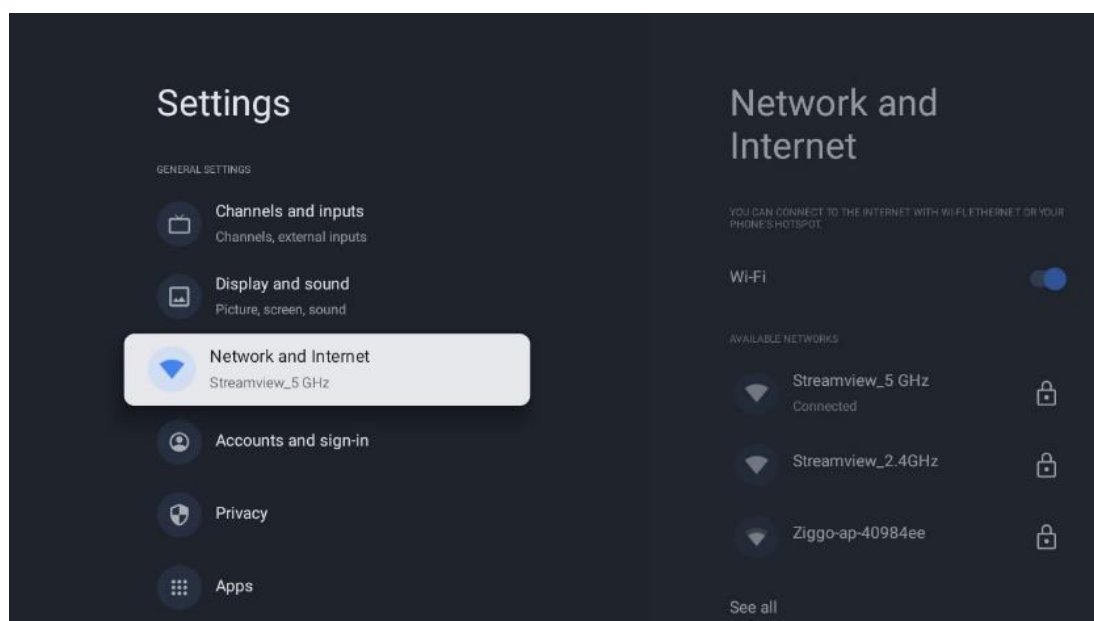 Settings
GENERAL SETTINGS
Channels and inputs
Channels, external inputs
Display and sound
Picture, screen, sound
Network and Internet
Streamview_5 GHz
Accounts and sign-in
Privacy
Apps
Network and
Internet
YOU CAN CONNECT TO THE INTERNET WITH WI-FI, ETHERNET OR YOUR
PHONE'S HOTSPOT.
Wi-Fi
AVAILABLE NETWORKS
Streamview_5 GHz
Connected
Streamview_2.4GHz
Ziggo-ap-40984ee
See all